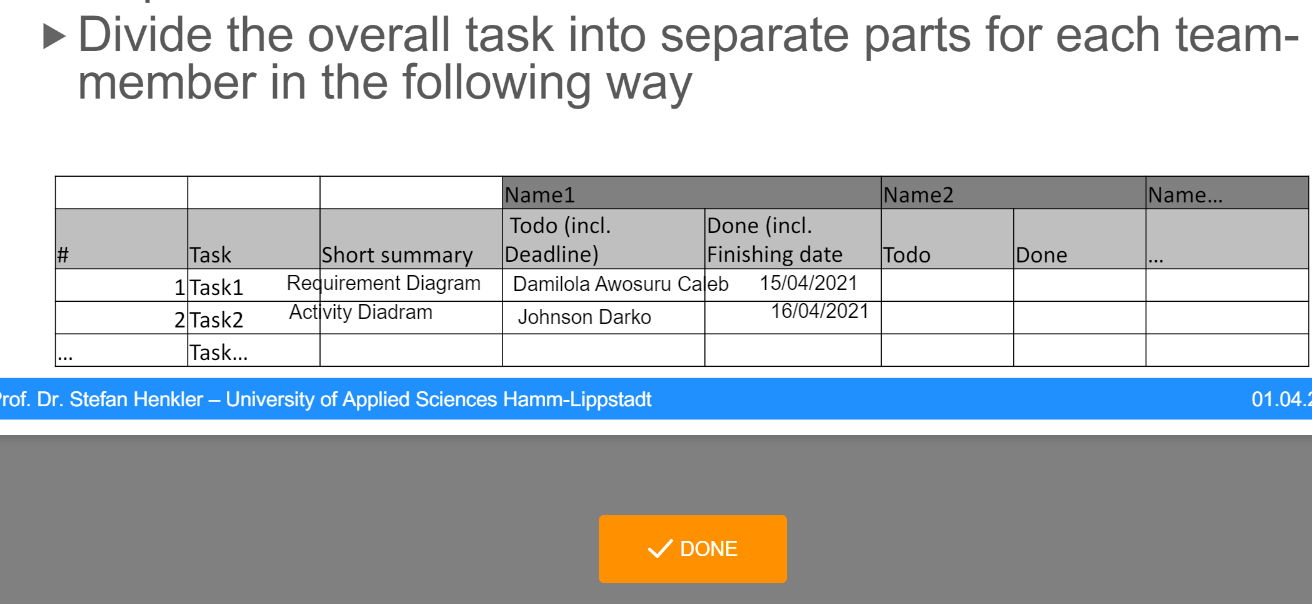 Divide the overall task into separate parts for each team-
member in the following way
Name1 Name2 Name...
# Task Short summary Todo (incl. Deadline) Done (incl. Finishing date Todo Done ...
1 Task1 Requirement Diagram Damilola Awosuru Caleb 15/04/2021
2 Task2 Activity Diadram Johnson Darko 16/04/2021
... Task...
Prof. Dr. Stefan Henkler – University of Applied Sciences Hamm-Lippstadt 01.04.2
DONE